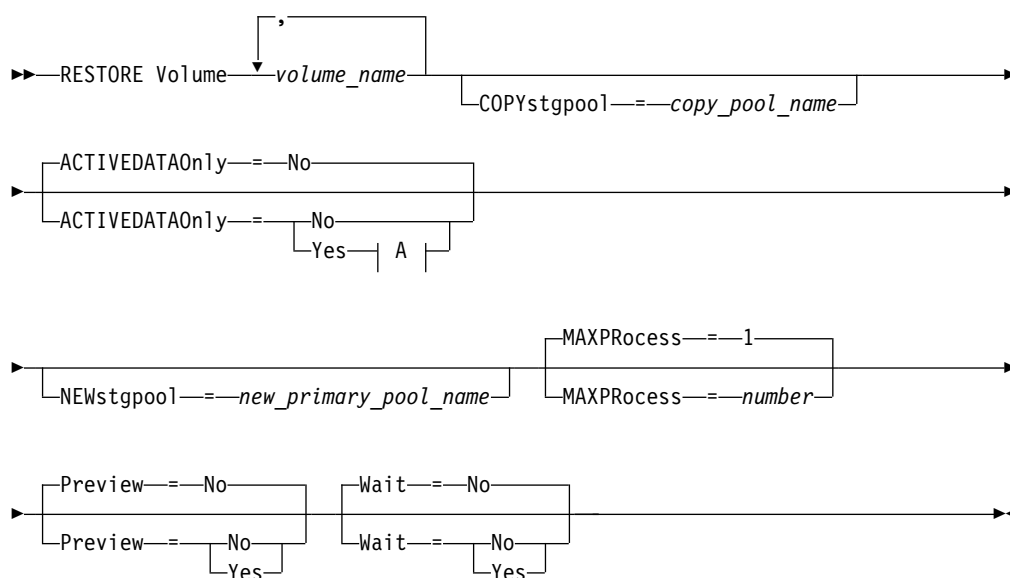 ,
RESTORE Volume volume_name
COPYstgpool = copy_pool_name
ACTIVEDATAOnly = No
ACTIVEDATAOnly = No
Yes A
NEWstgpool = new_primary_pool_name
MAXPRocess = 1
MAXPRocess = number
Preview = No
Preview = No
Yes
Wait = No
Wait = No
Yes